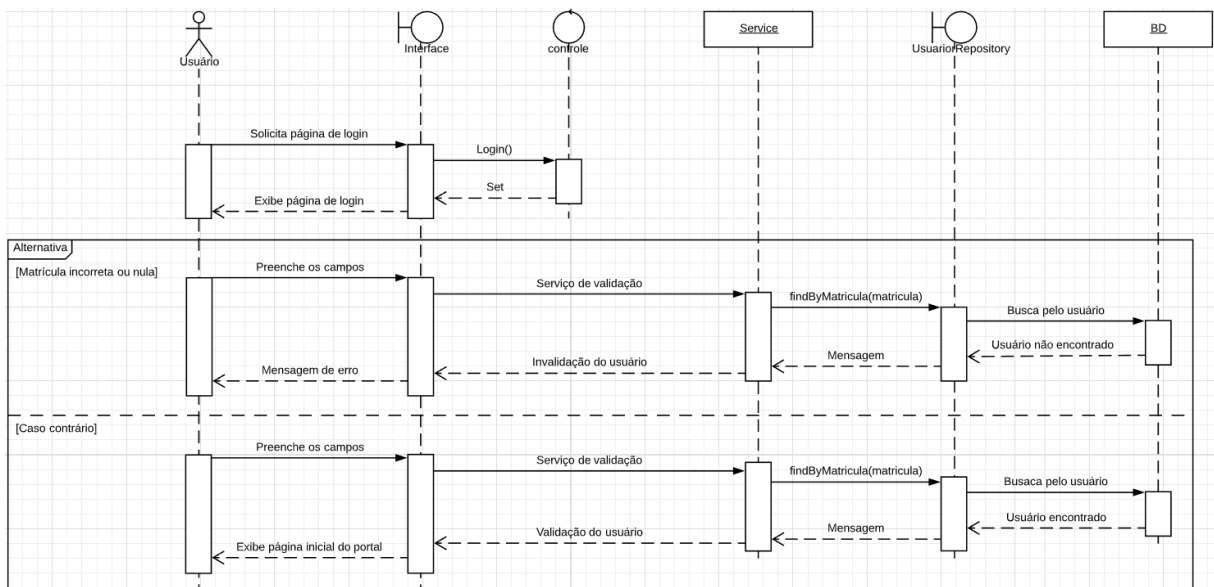 Usuário
Interface
controle
Service
UsuarioRepository
BD
Solicita página de login
Login()
Set
Exibe página de login
Alternativa
[Matrícula incorreta ou nula]
Preenche os campos
Serviço de validação
findByMatricula(matricula)
Busca pelo usuário
Usuário não encontrado
Mensagem
Invalidação do usuário
Mensagem de erro
[Caso contrário]
Preenche os campos
Serviço de validação
findByMatricula(matricula)
Busaca pelo usuário
Usuário encontrado
Mensagem
Validação do usuário
Exibe página inicial do portal